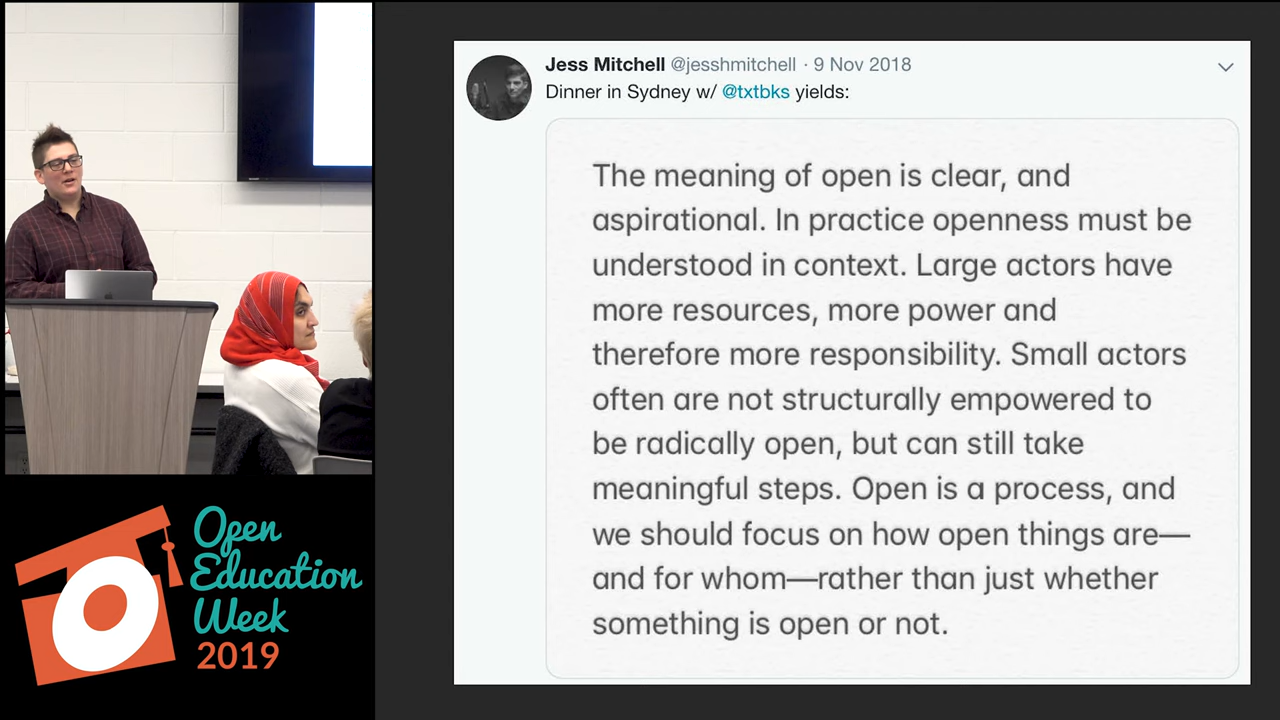 Jess Mitchell @jesshmitchell · 9 Nov 2018
Dinner in Sydney w/ @txtbks yields:
The meaning of open is clear, and
aspirational. In practice openness must be
understood in context. Large actors have
more resources, more power and
therefore more responsibility. Small actors
often are not structurally empowered to
be radically open, but can still take
meaningful steps. Open is a process, and
we should focus on how open things are—
and for whom—rather than just whether
something is open or not.
Open
Education
Week
2019